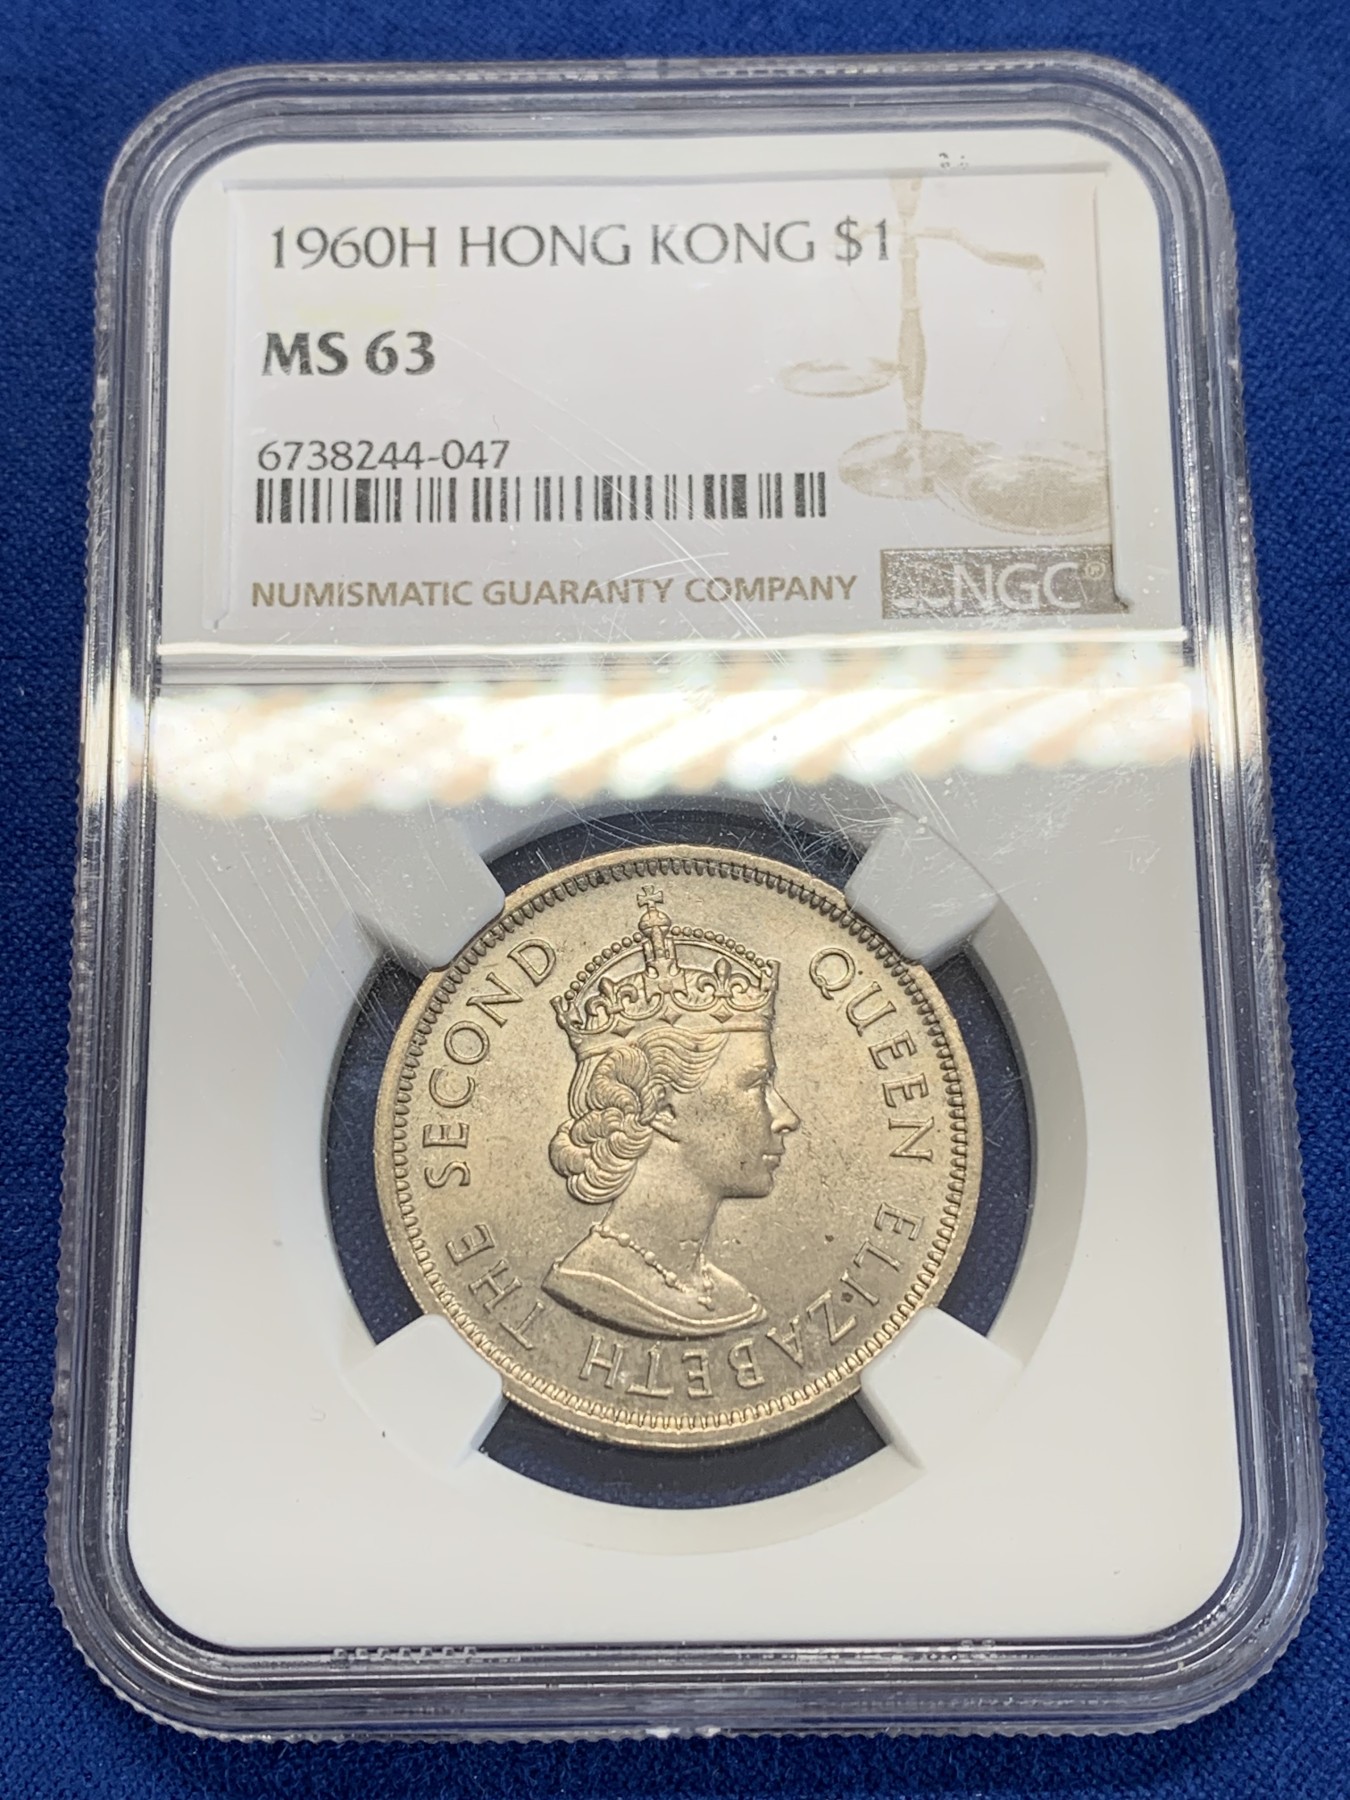 1960H HONG KONG $1
MS 63
6738244-047
NUMISMATIC GUARANTY COMPANY NGC®
QUEEN ELIZABETH THE SECOND